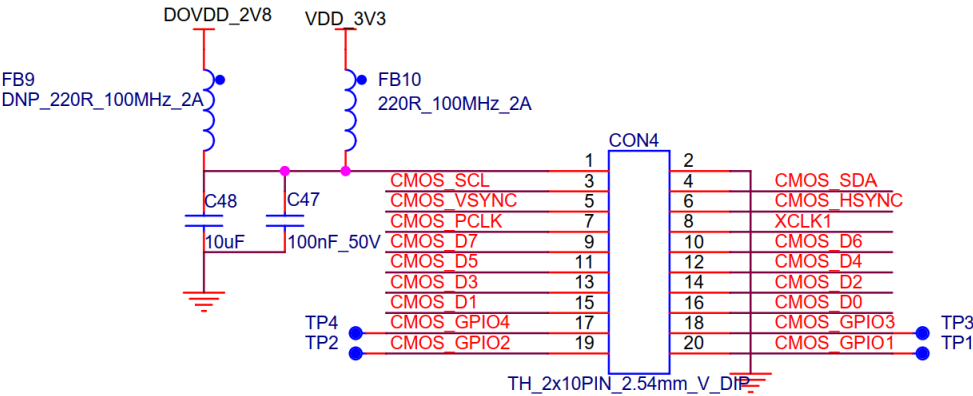 DOVDD_2V8 VDD_3V3
FB9 FB10
DNP_220R_100MHz_2A 220R_100MHz_2A
CON4
1 2
CMOS_SCL 3 4 CMOS_SDA
CMOS_VSYNC 5 6 CMOS_HSYNC
CMOS_PCLK 7 8 XCLK1
CMOS_D7 9 10 CMOS_D6
CMOS_D5 11 12 CMOS_D4
CMOS_D3 13 14 CMOS_D2
CMOS_D1 15 16 CMOS_D0
TP4 CMOS_GPIO4 17 18 CMOS_GPIO3 TP3
TP2 CMOS_GPIO2 19 20 CMOS_GPIO1 TP1
C48 C47
10uF 100nF_50V
TH_2x10PIN_2.54mm_V_DIP